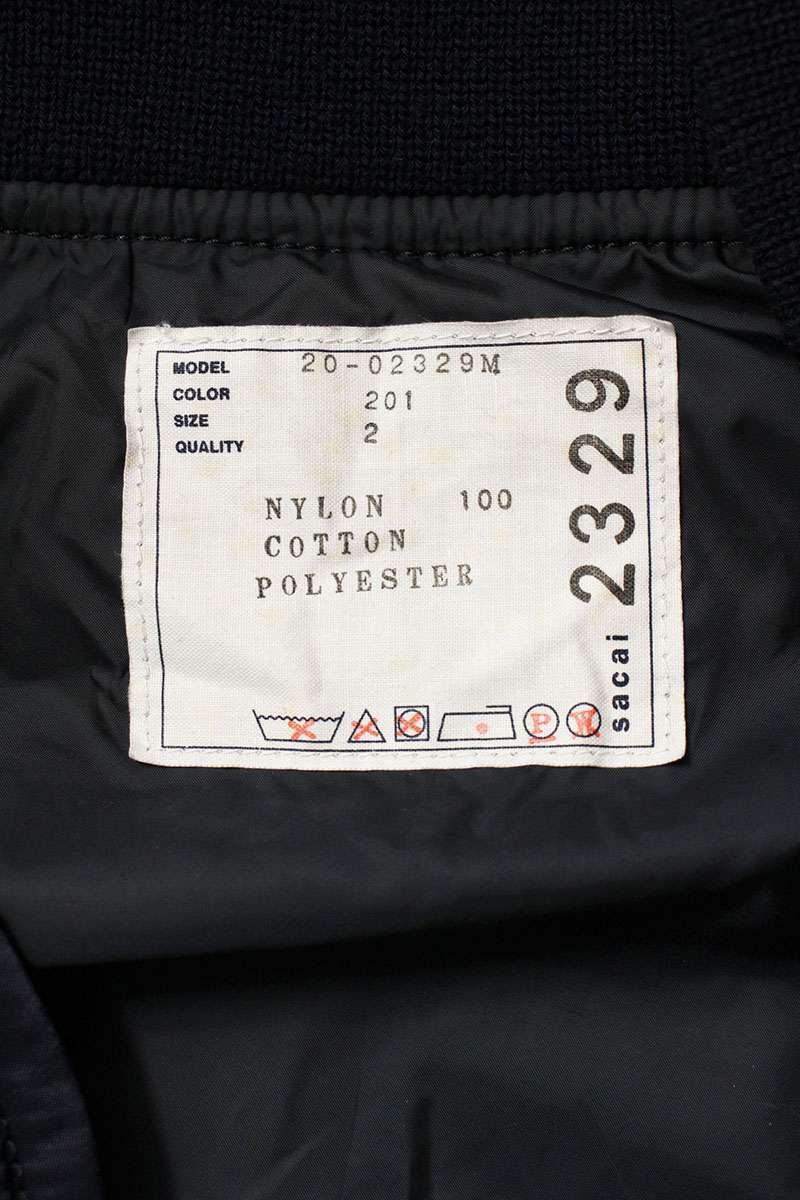 MODEL 20-02329M
COLOR 201
SIZE 2
QUALITY
NYLON 100
COTTON
POLYESTER
P W
sacai 2329